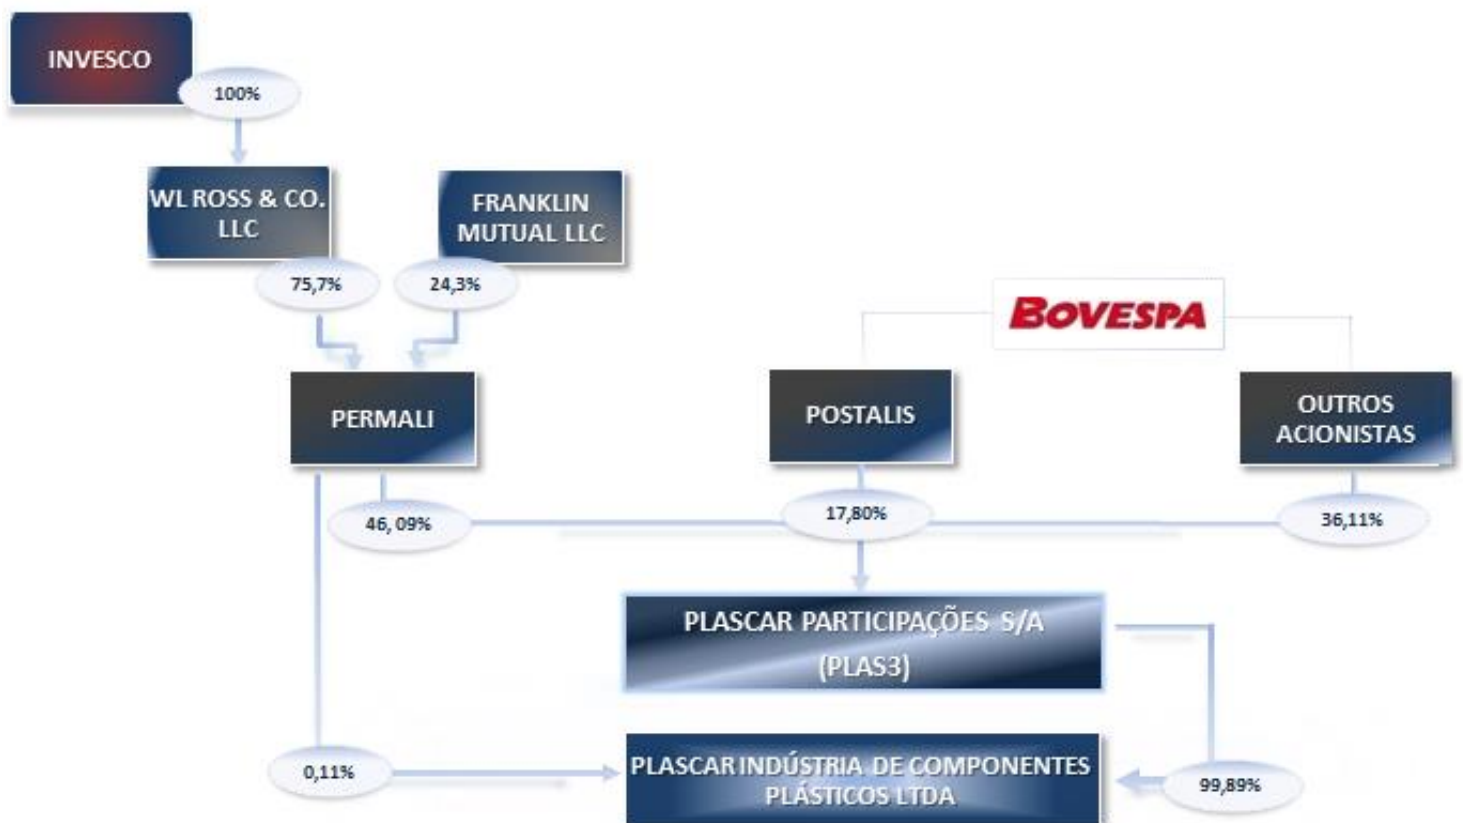 INVESCO
100%
WL ROSS & CO.
LLC
FRANKLIN
MUTUAL LLC
75,7%
24,3%
BOVESPA
PERMALI
POSTALIS
OUTROS
ACIONISTAS
46, 09%
17,80%
36,11%
PLASCAR PARTICIPAÇÕES S/A
(PLAS3)
0,11%
PLASCAR INDÚSTRIA DE COMPONENTES
PLÁSTICOS LTDA
99,89%